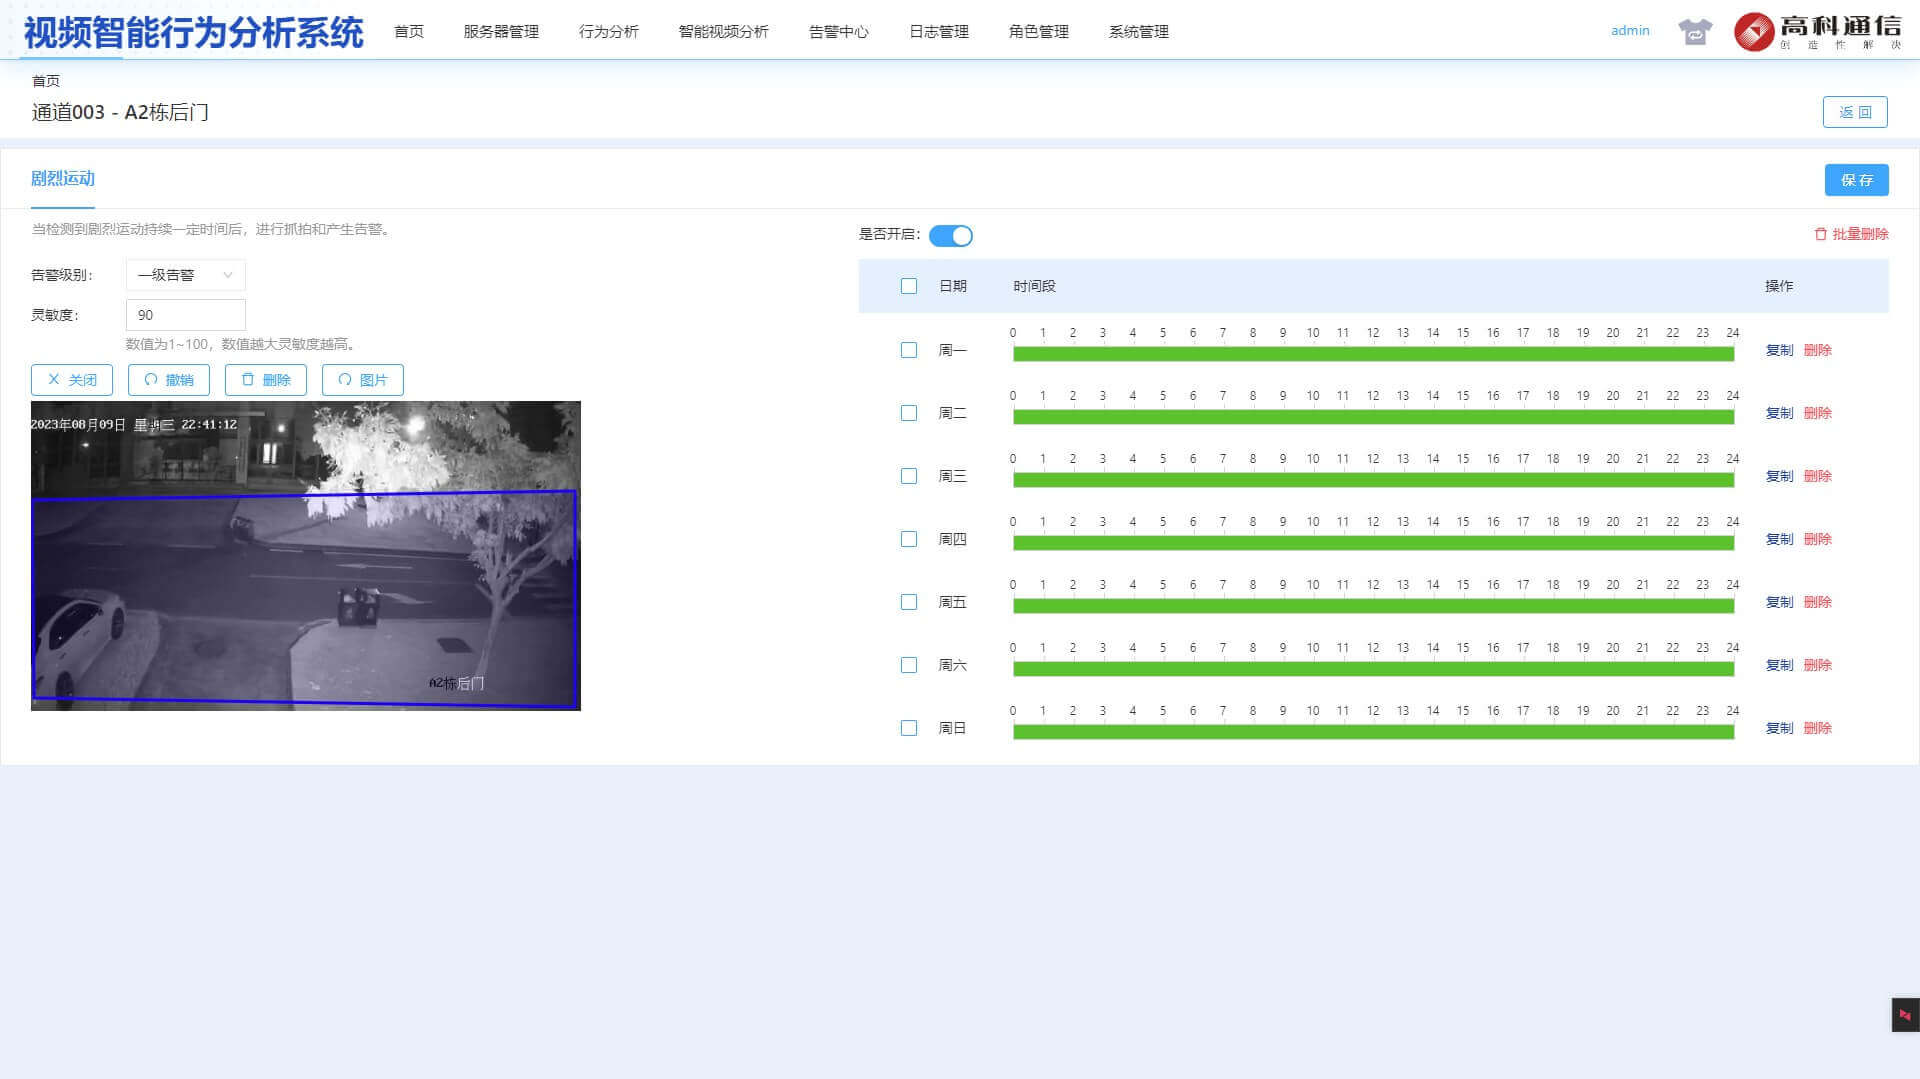 视频智能行为分析系统 首页 服务器管理 行为分析 智能视频分析 告警中心 日志管理 角色管理 系统管理 admin 高科通信
创造性解决
首页
通道003 - A2栋后门
返回
剧烈运动
保存
当检测到剧烈运动持续一定时间后，进行抓拍和产生告警。
是否开启：
批量删除
告警级别： 一级告警
灵敏度： 90
数值为1~100，数值越大灵敏度越高。
关闭 撤销 删除 图片
2023年08月09日 星期三 22:41:12
A2栋后门
日期 时间段 操作
0 1 2 3 4 5 6 7 8 9 10 11 12 13 14 15 16 17 18 19 20 21 22 23 24
周一 复制 删除
0 1 2 3 4 5 6 7 8 9 10 11 12 13 14 15 16 17 18 19 20 21 22 23 24
周二 复制 删除
0 1 2 3 4 5 6 7 8 9 10 11 12 13 14 15 16 17 18 19 20 21 22 23 24
周三 复制 删除
0 1 2 3 4 5 6 7 8 9 10 11 12 13 14 15 16 17 18 19 20 21 22 23 24
周四 复制 删除
0 1 2 3 4 5 6 7 8 9 10 11 12 13 14 15 16 17 18 19 20 21 22 23 24
周五 复制 删除
0 1 2 3 4 5 6 7 8 9 10 11 12 13 14 15 16 17 18 19 20 21 22 23 24
周六 复制 删除
0 1 2 3 4 5 6 7 8 9 10 11 12 13 14 15 16 17 18 19 20 21 22 23 24
周日 复制 删除